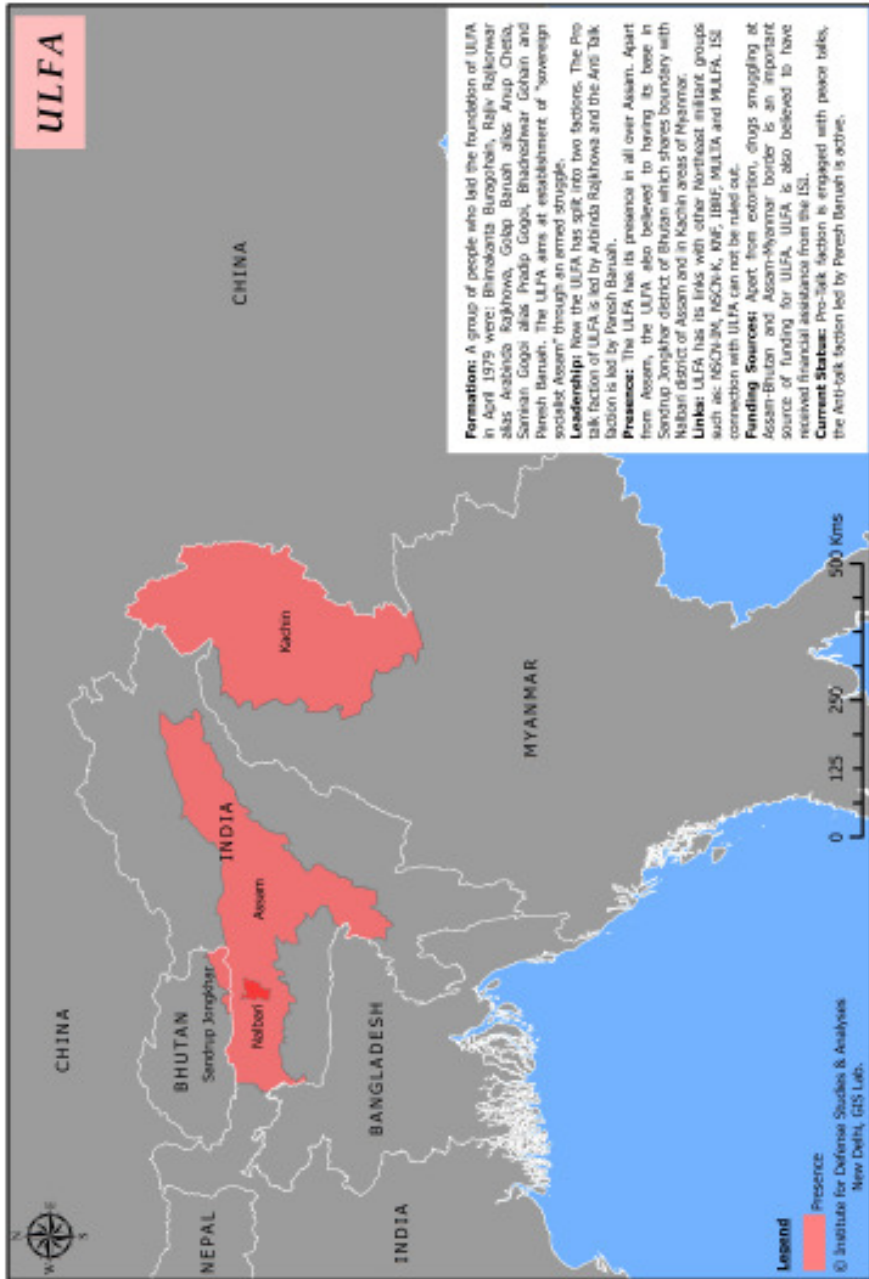 ULFA
N
W
E
S
CHINA
CHINA
NEPAL
BHUTAN
Sandrup Jongkhar
INDIA
Nalbari
Assam
Kachin
INDIA
BANGLADESH
MYANMAR
Formation: A group of people who laid the foundation of ULFA
in April 1979 were: Bhimakanta Buragohain, Rajiv Rajkonwar
alias Arabinda Rajkhowa, Golap Baruah alias Anup Chetia,
Samiran Gogoi alias Pradip Gogoi, Bhadreshwar Gohain and
Paresh Baruah. The ULFA aims at establishment of "sovereign
socialist Assam" through an armed struggle.
Leadership: Now the ULFA has split into two factions. The Pro
talk faction of ULFA is led by Arbinda Rajkhowa and the Anti Talk
faction is led by Paresh Baruah.
Presence: The ULFA has its presence in all over Assam. Apart
from Assam, the ULFA also believed to having its base in
Sandrup Jongkhar district of Bhutan which shares boundary with
Nalbari district of Assam and in Kachin areas of Myanmar.
Links: ULFA has its links with other Northeast militant groups
such as: NSCN-IM, NSCN-K, KNF, IBRF, MULTA and MULFA. ISI
connection with ULFA can not be ruled out.
Funding Sources: Apart from extortion, drugs smuggling at
Assam-Bhutan and Assam-Myanmar border is an important
source of funding for ULFA. ULFA is also believed to have
received financial assistance from the ISI.
Current Status: Pro-Talk faction is engaged with peace talks,
the Anti-talk faction led by Paresh Baruah is active.
Legend
Presence
© Institute for Defense Studies & Analysis
New Delhi, GIS Lab.
0 125 250 500 Kms